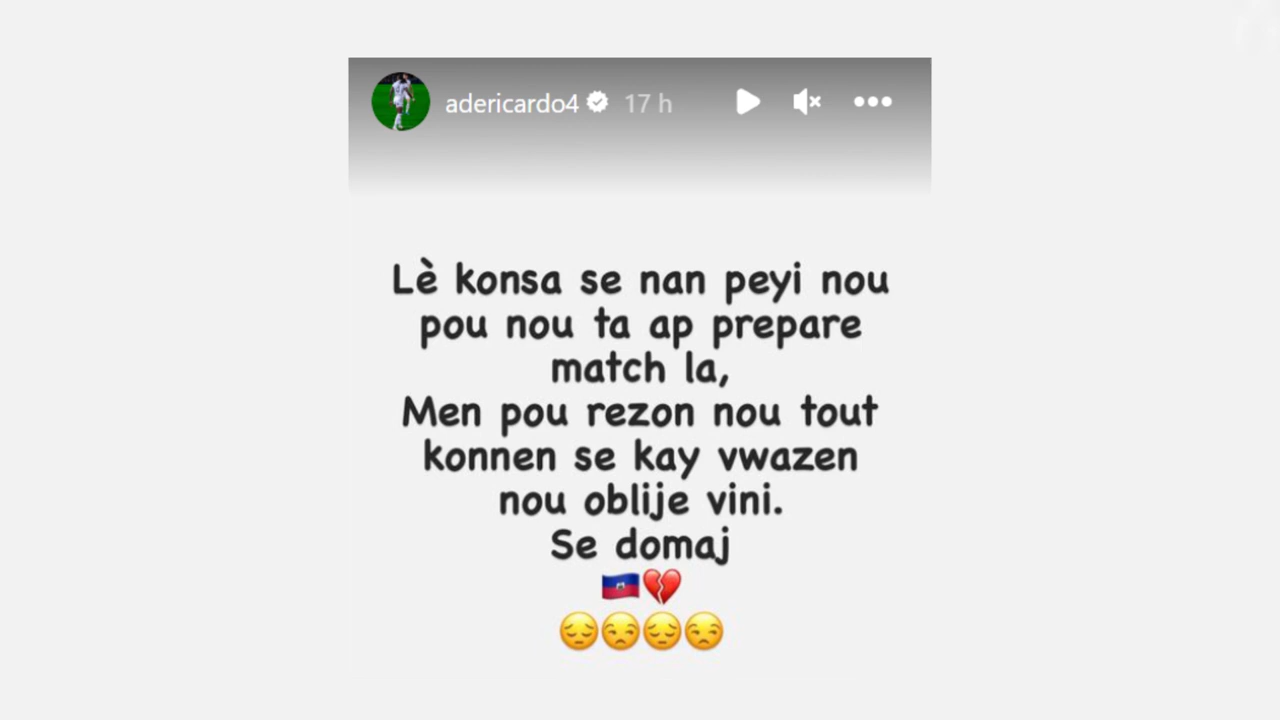 adericardo4 17 h
Lè konsa se nan peyi nou
pou nou ta ap prepare
match la,
Men pou rezon nou tout
konnen se kay vwazen
nou oblije vini.
Se domaj
🇭🇹💔
😔😒😔😒